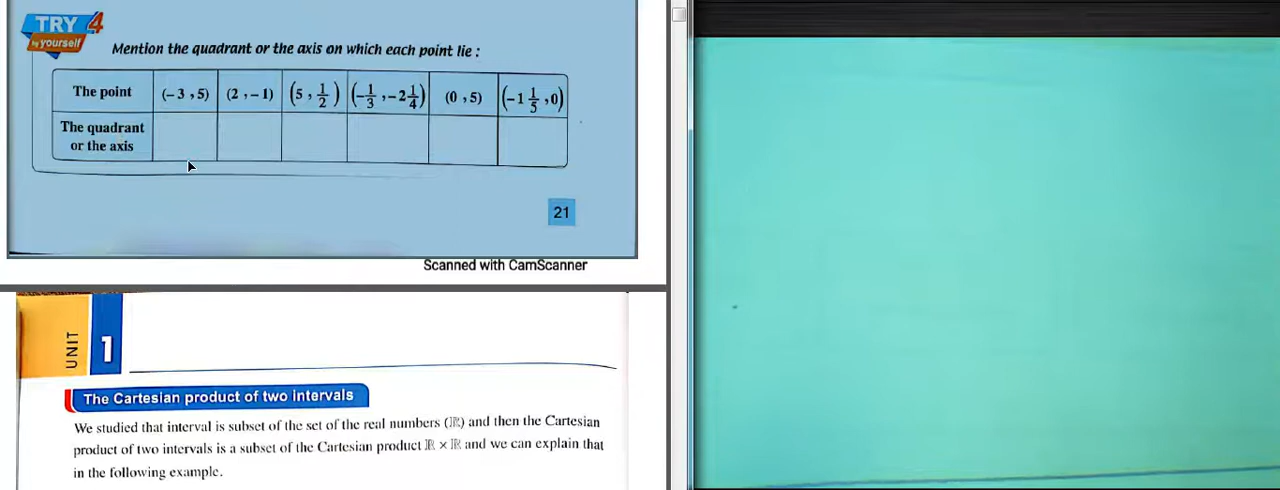 TRY 4
by yourself
Mention the quadrant or the axis on which each point lie :
The point (−3 , 5) (2 , −1) (5 , 1/2) (−1/3 , −2 1/4) (0 , 5) (−1 1/5 , 0)
The quadrant
or the axis
21
Scanned with CamScanner
UNIT 1
The Cartesian product of two intervals
We studied that interval is subset of the set of the real numbers (ℝ) and then the Cartesian
product of two intervals is a subset of the Cartesian product ℝ × ℝ and we can explain that
in the following example.